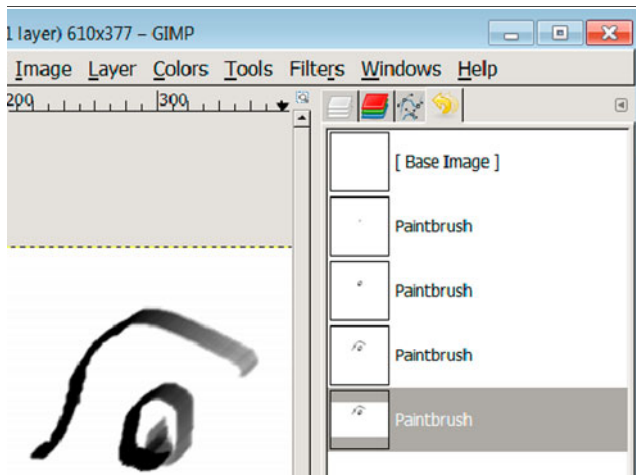 1 layer) 610x377 – GIMP
Image Layer Colors Tools Filters Windows Help
200 300
[ Base Image ]
Paintbrush
Paintbrush
Paintbrush
Paintbrush